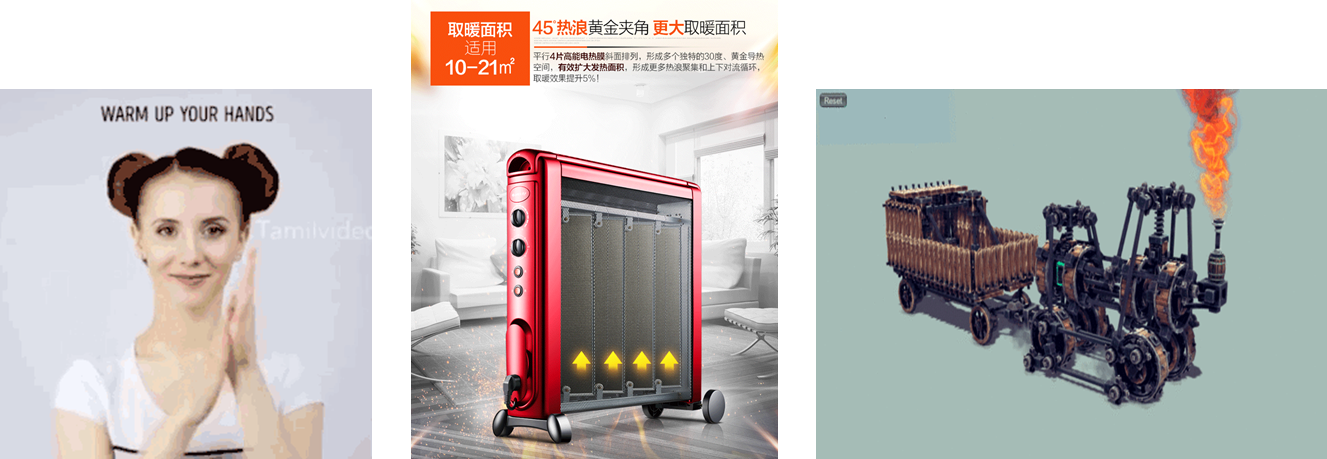 WARM UP YOUR HANDS
Tamilvideo
取暖面积
适用
10-21㎡
45°热浪黄金夹角 更大取暖面积
平行4片高能电热膜斜面排列，形成多个独特的30度、黄金导热
空间，有效扩大发热面积，形成更多热浪聚集和上下对流循环，
取暖效果提升5%！
Reset